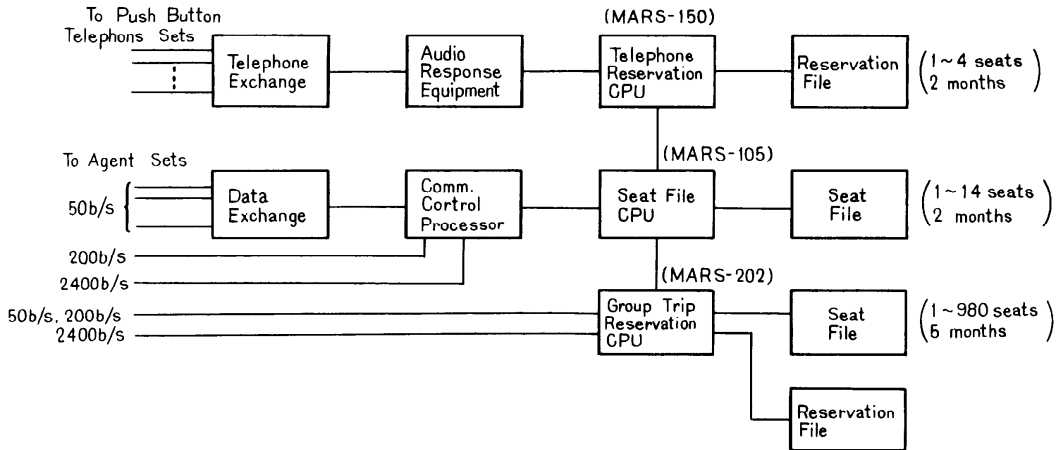 To Push Button
Telephons Sets
Telephone
Exchange
Audio
Response
Equipment
(MARS-150)
Telephone
Reservation
CPU
Reservation
File
(1~4 seats
2 months)
To Agent Sets
50b/s
Data
Exchange
Comm.
Control
Processor
(MARS-105)
Seat File
CPU
Seat
File
(1~14 seats
2 months)
200b/s
2400b/s
(MARS-202)
50b/s, 200b/s
2400b/s
Group Trip
Reservation
CPU
Seat
File
(1~980 seats
6 months)
Reservation
File